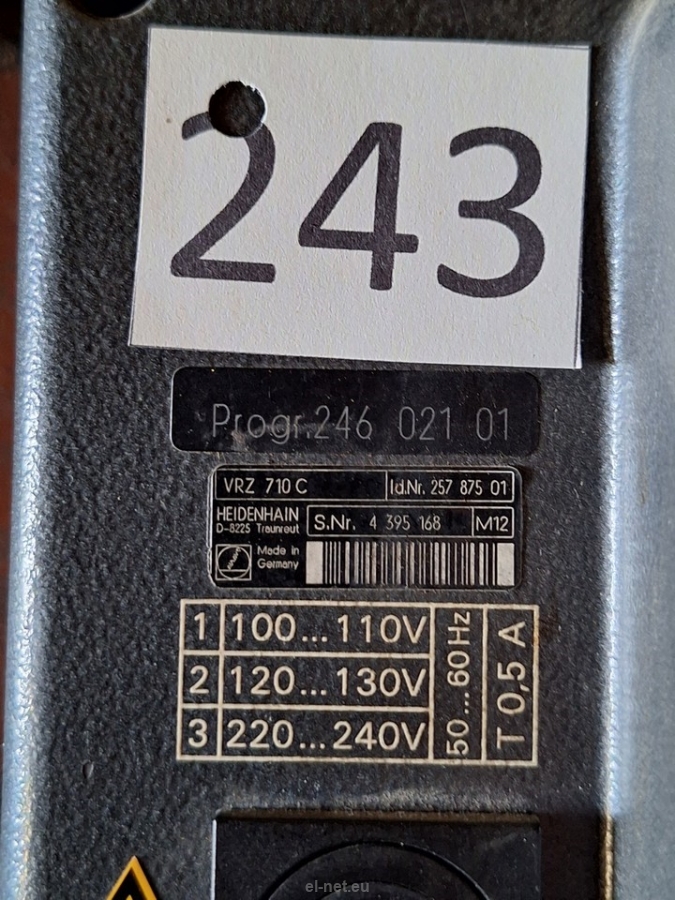 243
Progr.246 021 01
VRZ 710 C Id.Nr. 257 875 01
HEIDENHAIN
D-8225 Traunreut
S.Nr. 4 395 168 M12
Made in
Germany
1 100...110V
2 120...130V
3 220...240V
50...60Hz
T 0,5 A
el-net.eu